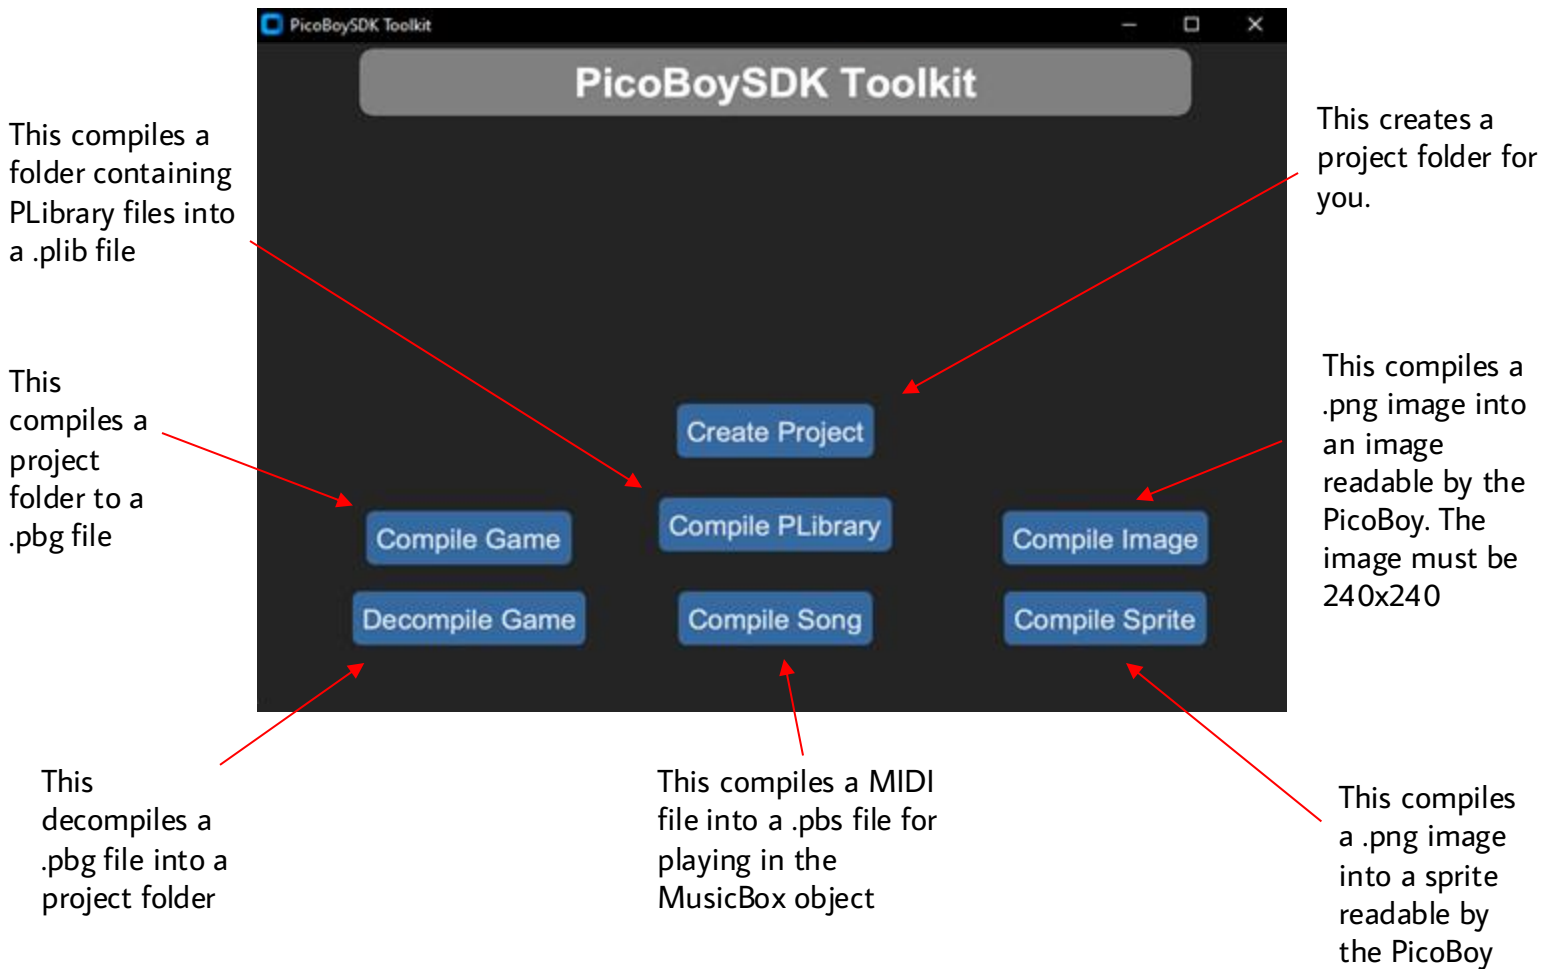 PicoBoySDK Toolkit
PicoBoySDK Toolkit
This compiles a
folder containing
PLibrary files into
a .plib file
This creates a
project folder for
you.
This
compiles a
project
folder to a
.pbg file
This compiles a
.png image into
an image
readable by the
PicoBoy. The
image must be
240x240
Create Project
Compile PLibrary
Compile Game
Compile Image
Decompile Game
Compile Song
Compile Sprite
This
decompiles a
.pbg file into a
project folder
This compiles a MIDI
file into a .pbs file for
playing in the
MusicBox object
This compiles
a .png image
into a sprite
readable by
the PicoBoy